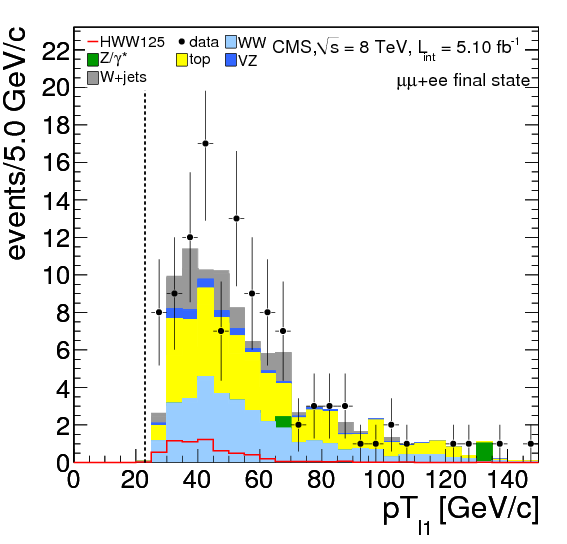 HWW125 data WW CMS,√s = 8 TeV, L_int = 5.10 fb⁻¹
Z/γ* top VZ
W+jets μμ+ee final state
events/5.0 GeV/c
22
20
18
16
14
12
10
8
6
4
2
0
0 20 40 60 80 100 120 140
pT_l1 [GeV/c]